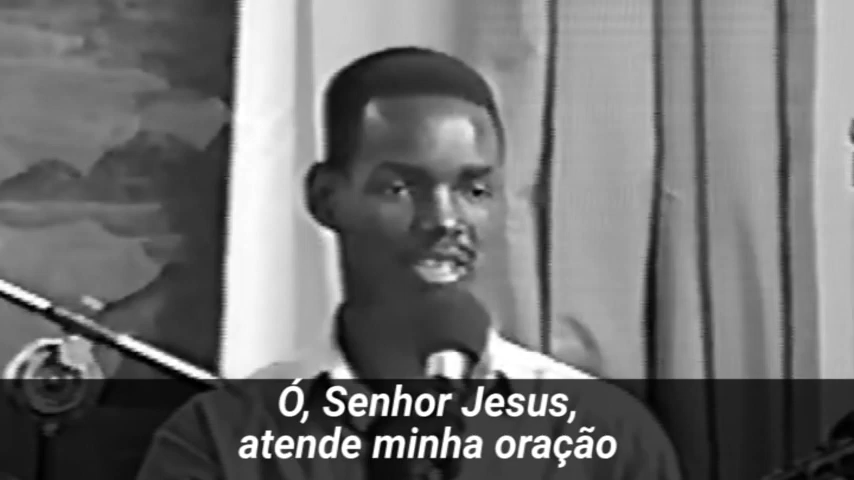 Ó, Senhor Jesus,
atende minha oração